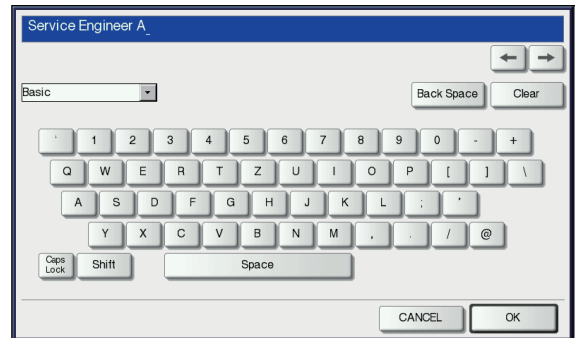 Service Engineer A_
← →
Basic Back Space Clear
` 1 2 3 4 5 6 7 8 9 0 - +
Q W E R T Z U I O P [ ] \
A S D F G H J K L ; '
Y X C V B N M , . / @
Caps Lock Shift Space
CANCEL OK